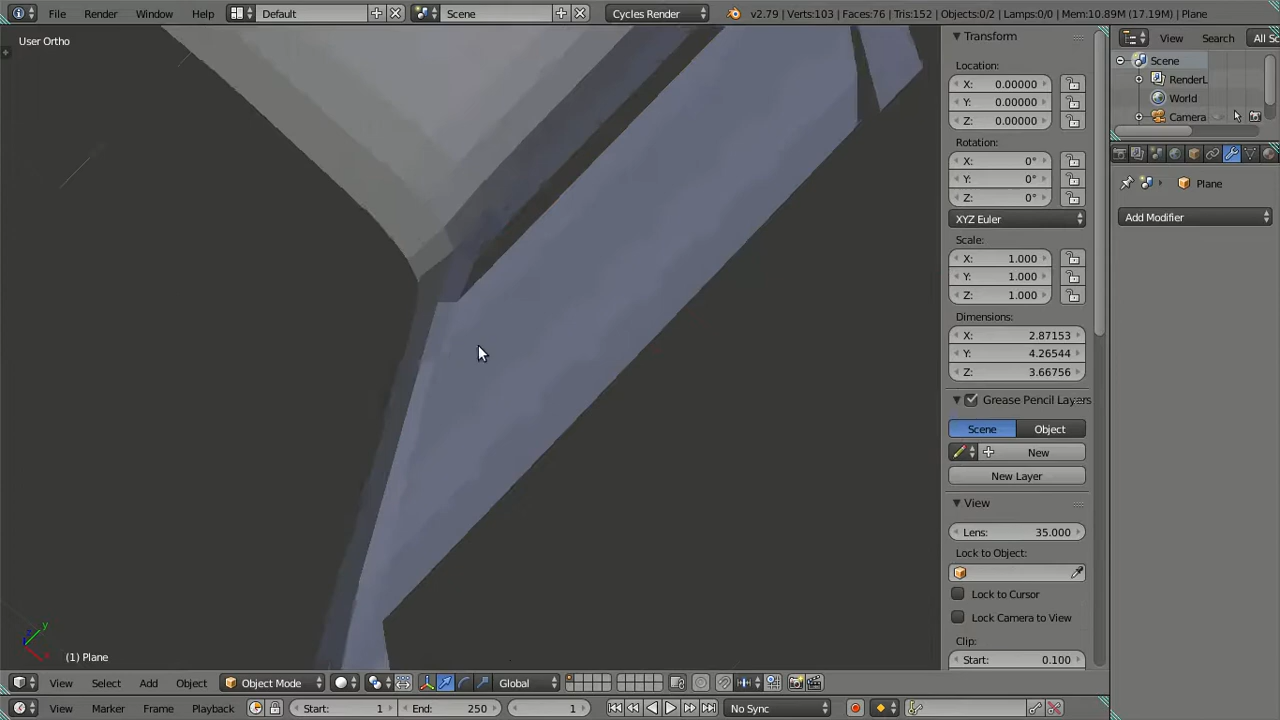 File Render Window Help Default Scene Cycles Render v2.79 | Verts:103 | Faces:76 | Tris:152 | Objects:0/2 | Lamps:0/0 | Mem:10.89M (17.19M) | Plane
User Ortho
Transform
View Search All Sc
Location:
Scene
X: 0.00000
RenderL
Y: 0.00000
World
Z: 0.00000
Camera
Rotation:
X: 0°
Y: 0°
Plane
Z: 0°
XYZ Euler
Add Modifier
Scale:
X: 1.000
Y: 1.000
Z: 1.000
Dimensions:
X: 2.87153
Y: 4.26544
Z: 3.66756
Grease Pencil Layers
Scene Object
New
New Layer
View
Lens: 35.000
Lock to Object:
Lock to Cursor
Lock Camera to View
Clip:
Start: 0.100
y
x
(1) Plane
View Select Add Object Object Mode Global
View Marker Frame Playback Start: 1 End: 250 1 No Sync